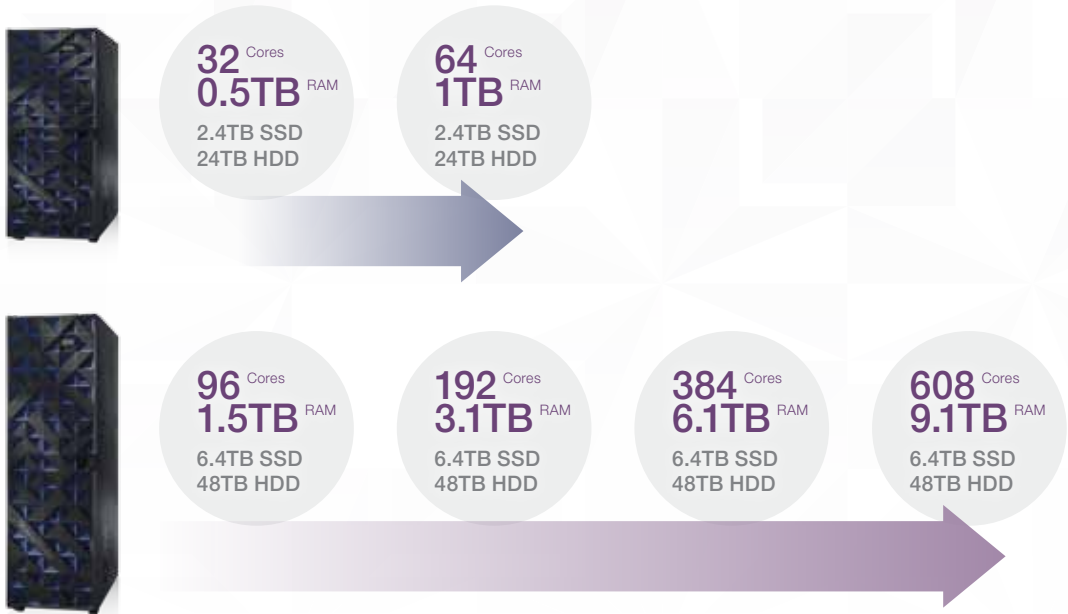 32 Cores
0.5TB RAM
2.4TB SSD
24TB HDD
64 Cores
1TB RAM
2.4TB SSD
24TB HDD
96 Cores
1.5TB RAM
6.4TB SSD
48TB HDD
192 Cores
3.1TB RAM
6.4TB SSD
48TB HDD
384 Cores
6.1TB RAM
6.4TB SSD
48TB HDD
608 Cores
9.1TB RAM
6.4TB SSD
48TB HDD